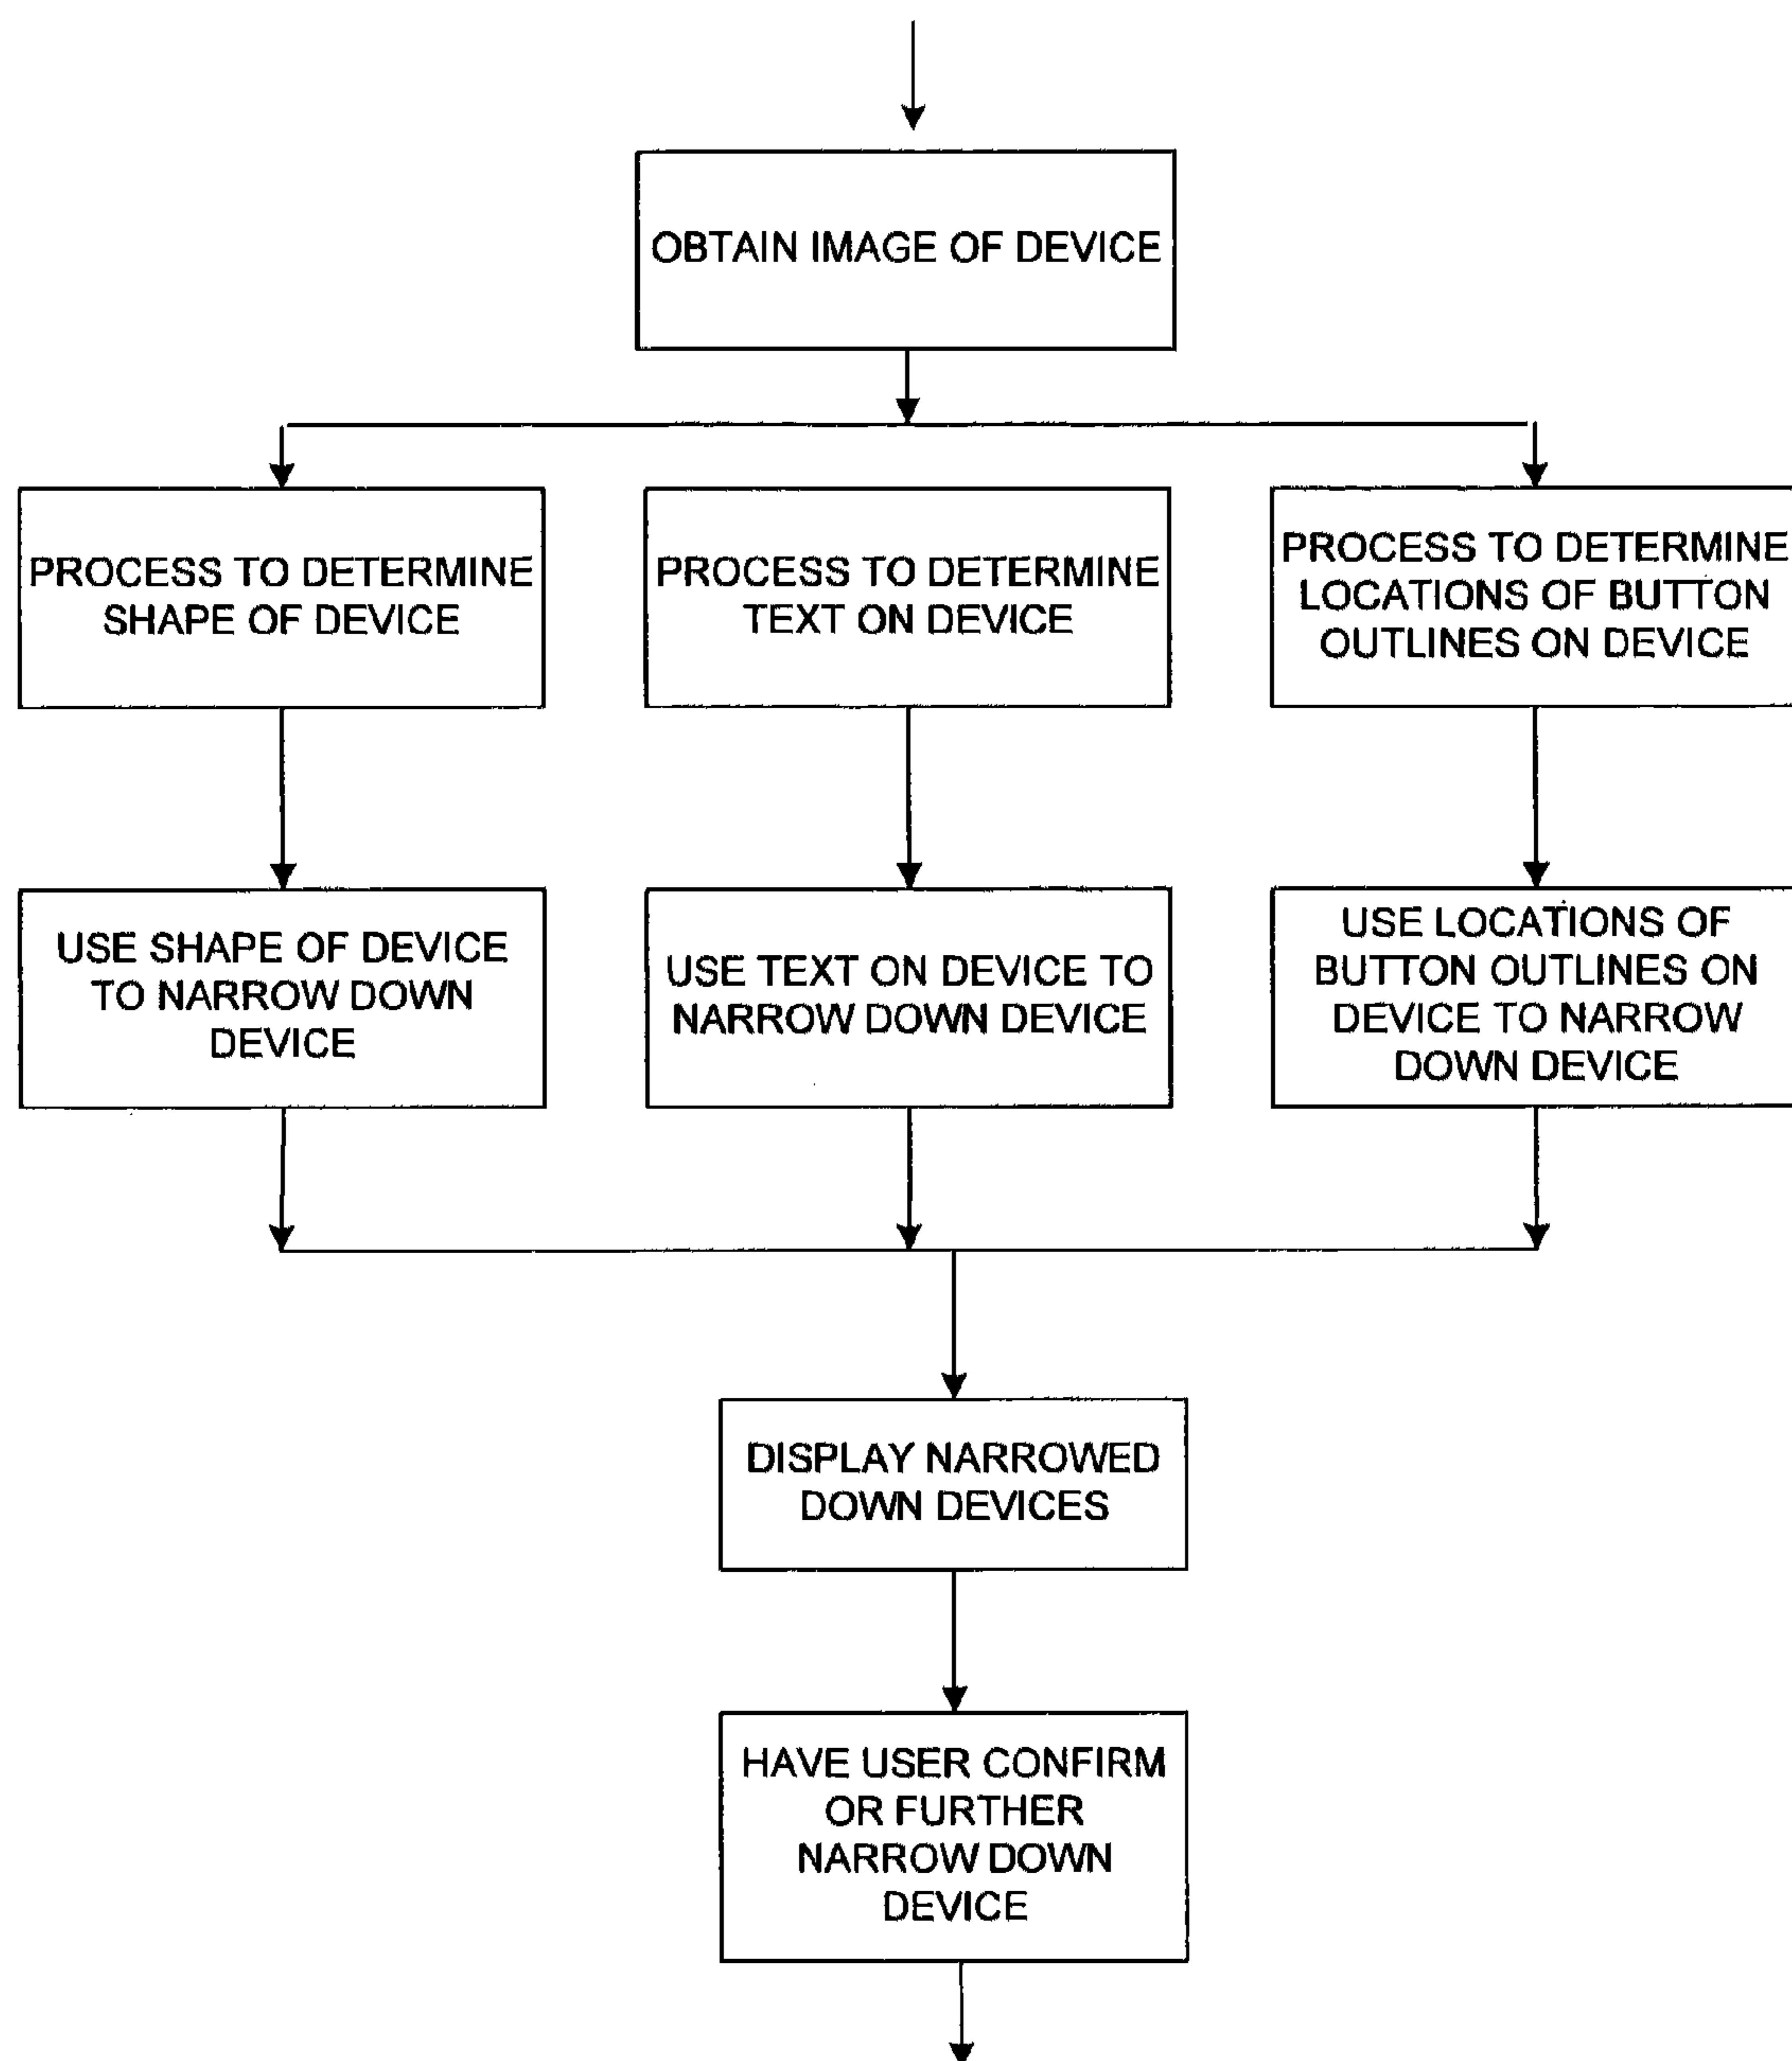 OBTAIN IMAGE OF DEVICE
PROCESS TO DETERMINE
SHAPE OF DEVICE
PROCESS TO DETERMINE
TEXT ON DEVICE
PROCESS TO DETERMINE
LOCATIONS OF BUTTON
OUTLINES ON DEVICE
USE SHAPE OF DEVICE
TO NARROW DOWN
DEVICE
USE TEXT ON DEVICE TO
NARROW DOWN DEVICE
USE LOCATIONS OF
BUTTON OUTLINES ON
DEVICE TO NARROW
DOWN DEVICE
DISPLAY NARROWED
DOWN DEVICES
HAVE USER CONFIRM
OR FURTHER
NARROW DOWN
DEVICE